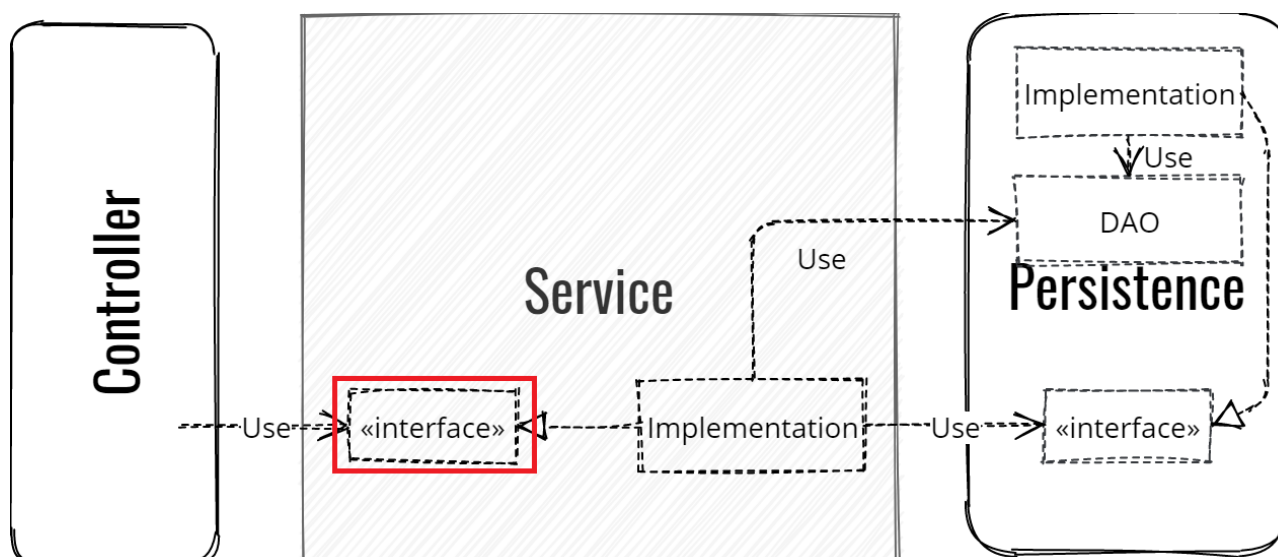 Controller
Use
Service
«interface»
Implementation
Use
Use
Implementation
Use
DAO
Persistence
«interface»